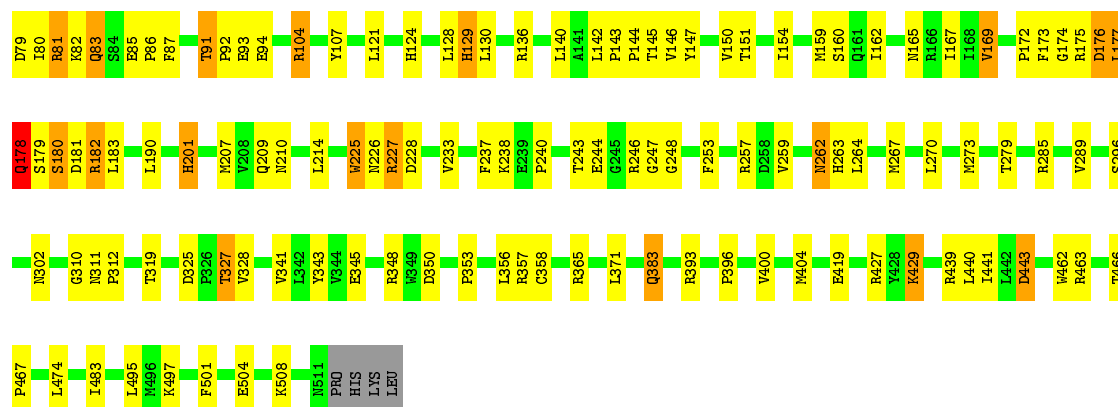 D79 I80 R81 K82 Q83 S84 E85 P86 F87 T91 P92 E93 E94 R104 Y107 L121 H124 L128 H129 L130 R136 L140 A141 L142 P143 P144 T145 V146 Y147 V150 T151 I154 M159 S160 Q161 I162 N165 R166 I167 I168 V169 P172 F173 G174 R175 D176 L177
Q178 S179 S180 D181 R182 L183 L190 H201 M207 V208 Q209 N210 L214 W225 N226 R227 D228 V233 F237 K238 E239 P240 T243 E244 G245 R246 G247 G248 F253 R257 D258 V259 N262 H263 L264 M267 L270 M273 T279 R285 V289 S296
N302 G310 N311 P312 T319 D325 P326 T327 V328 V341 L342 Y343 V344 E345 R348 W349 D350 P353 L356 R357 C358 R365 L371 Q383 R393 P396 V400 M404 E419 R427 Y428 K429 R439 L440 I441 L442 D443 W462 R463 T466
P467 L474 I483 L495 M496 K497 F501 E504 K508 N511 PRO HIS LYS LEU